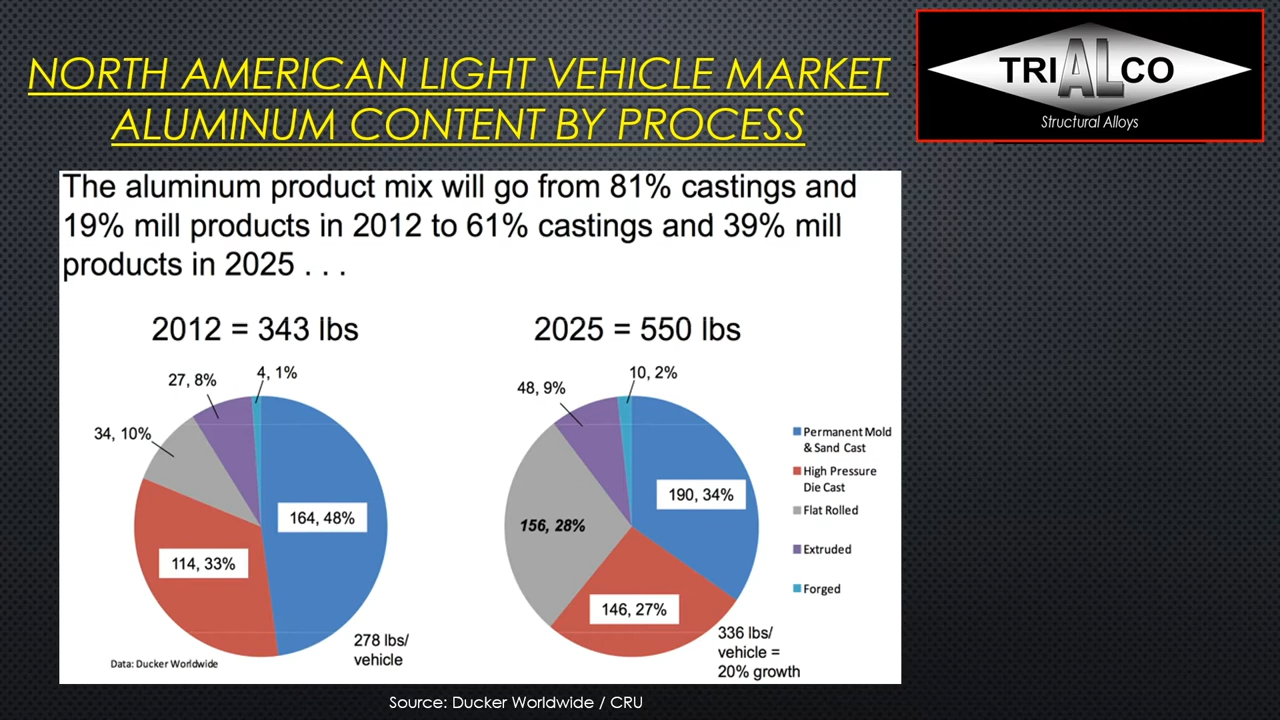 NORTH AMERICAN LIGHT VEHICLE MARKET
ALUMINUM CONTENT BY PROCESS
TRIALCO
Structural Alloys
The aluminum product mix will go from 81% castings and
19% mill products in 2012 to 61% castings and 39% mill
products in 2025 . . .
2012 = 343 lbs
4, 1%
27, 8%
34, 10%
164, 48%
114, 33%
278 lbs/
vehicle
Data: Ducker Worldwide
2025 = 550 lbs
10, 2%
48, 9%
190, 34%
156, 28%
146, 27%
336 lbs/
vehicle =
20% growth
Permanent Mold
& Sand Cast
High Pressure
Die Cast
Flat Rolled
Extruded
Forged
Source: Ducker Worldwide / CRU